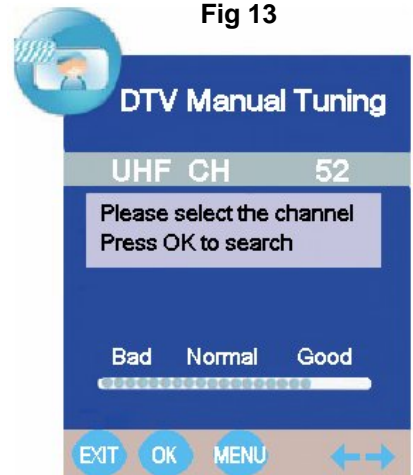 Fig 13
DTV Manual Tuning
UHF CH 52
Please select the channel
Press OK to search
Bad Normal Good
EXIT OK MENU